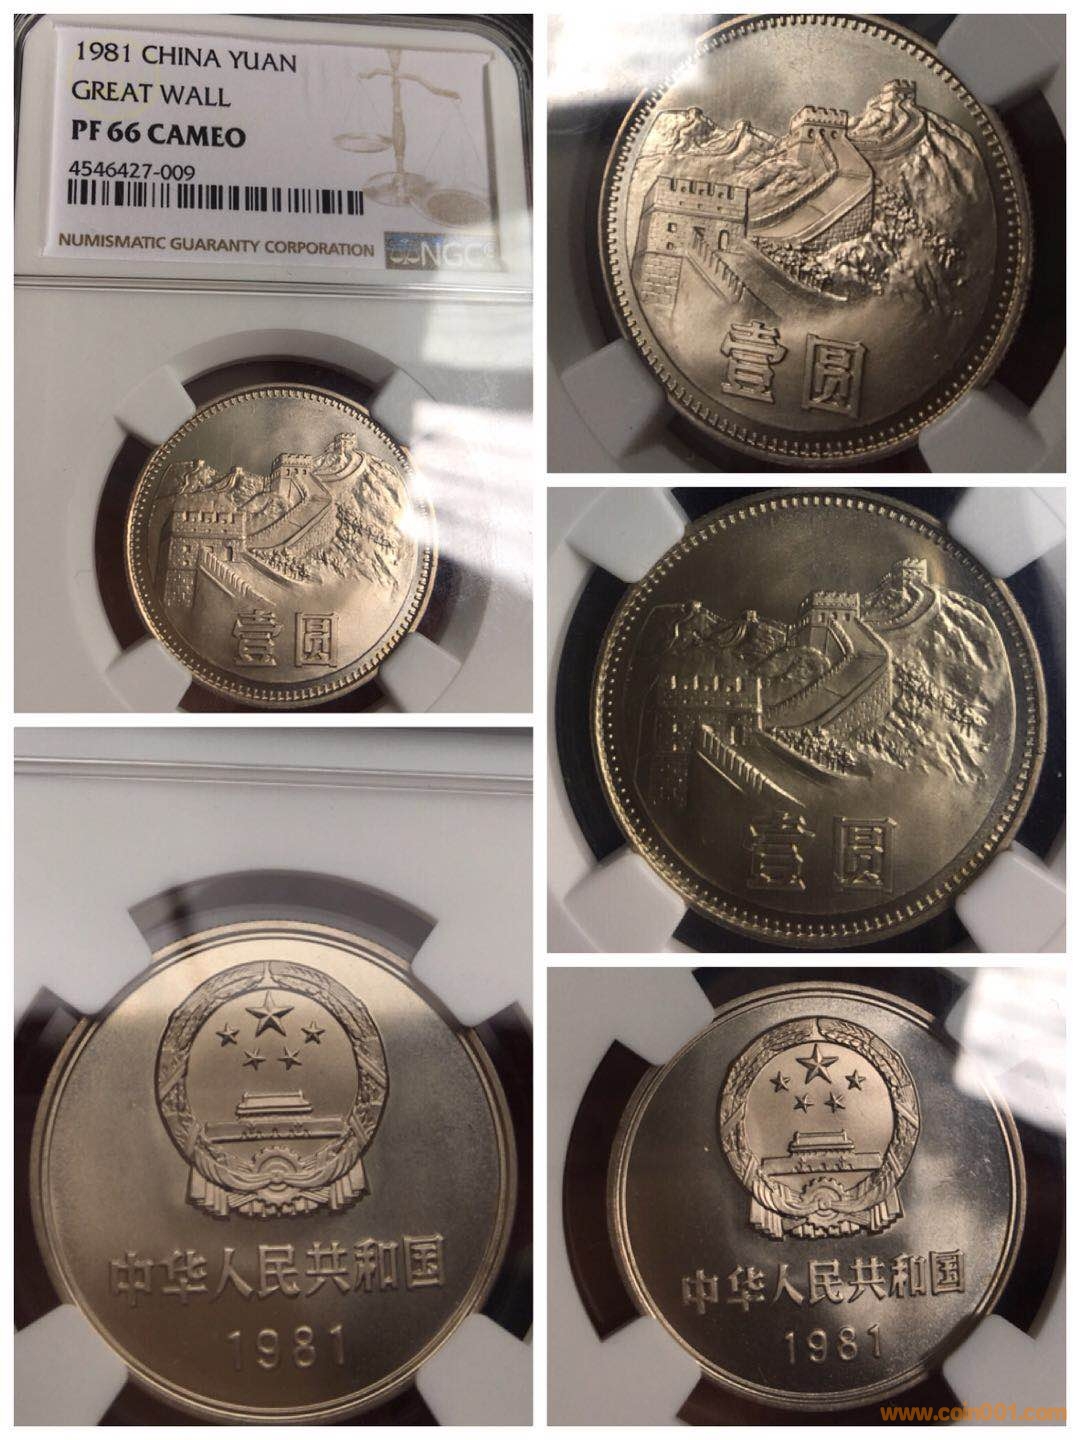 1981 CHINA YUAN
GREAT WALL
PF 66 CAMEO
4546427-009
NUMISMATIC GUARANTY CORPORATION
NGC
壹圆
壹圆
壹圆
中华人民共和国
1981
中华人民共和国
1981
www.coin001.com